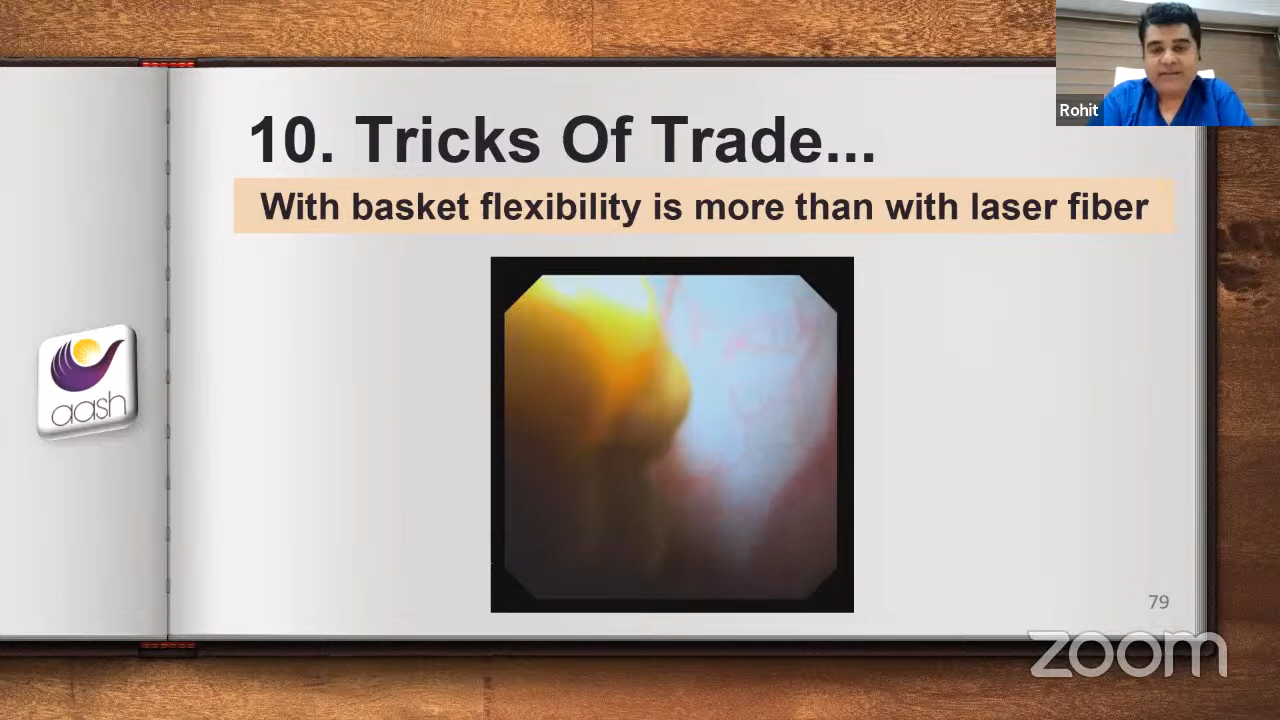 Rohit
10. Tricks Of Trade...
With basket flexibility is more than with laser fiber
aash
79
zoom